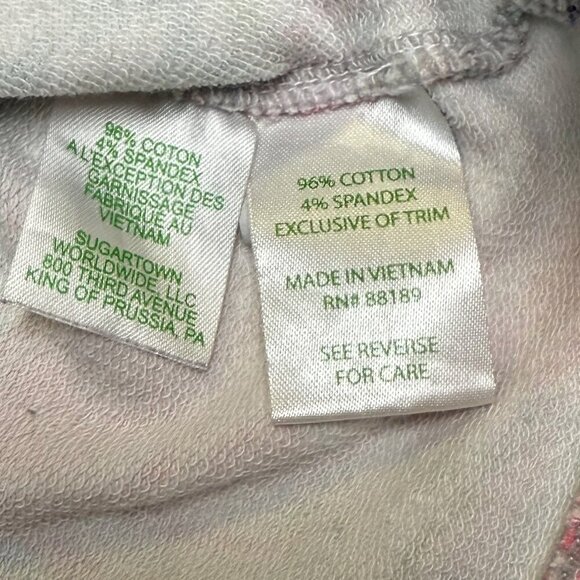 96% COTON
4% SPANDEX
A L'EXCEPTION DES
GARNISSAGE
FABRIQUÉ AU
VIETNAM
SUGARTOWN
WORLDWIDE, LLC
800 THIRD AVENUE
KING OF PRUSSIA, PA
96% COTTON
4% SPANDEX
EXCLUSIVE OF TRIM
MADE IN VIETNAM
RN# 88189
SEE REVERSE
FOR CARE